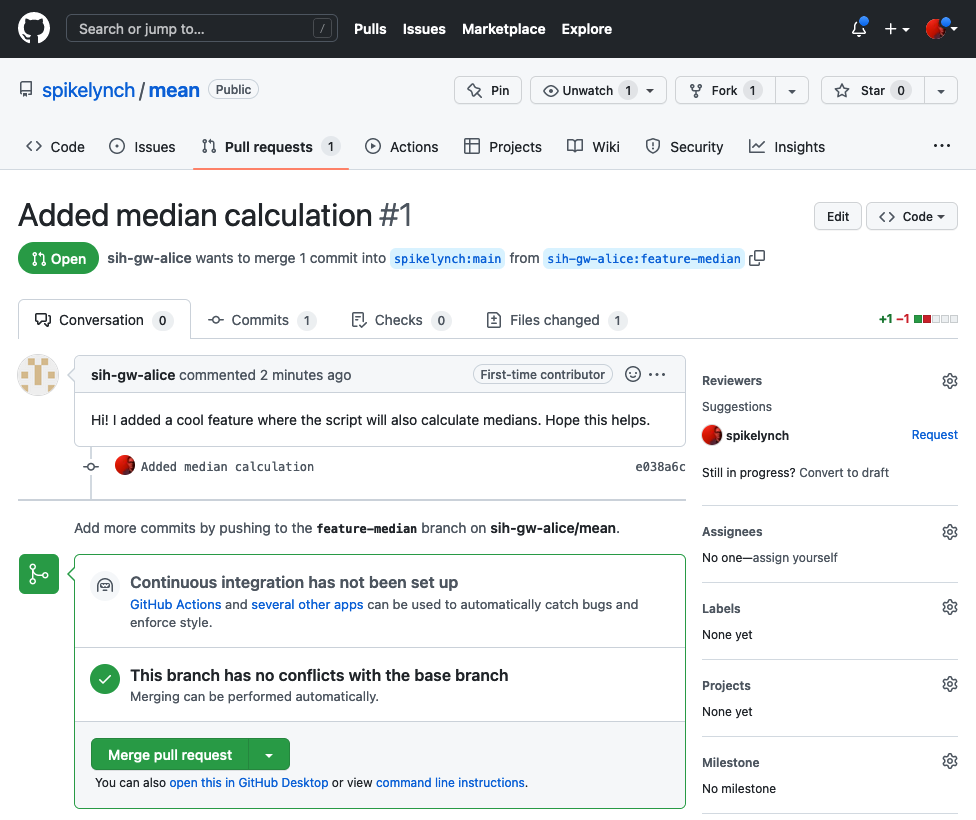 Search or jump to... /
Pulls Issues Marketplace Explore
spikelynch / mean Public
Pin Unwatch 1 Fork 1 Star 0
Code Issues Pull requests 1 Actions Projects Wiki Security Insights
Added median calculation #1
Edit Code
Open sih-gw-alice wants to merge 1 commit into spikelynch:main from sih-gw-alice:feature-median
Conversation 0 Commits 1 Checks 0 Files changed 1
+1 −1
sih-gw-alice commented 2 minutes ago First-time contributor
Hi! I added a cool feature where the script will also calculate medians. Hope this helps.
Added median calculation e038a6c
Add more commits by pushing to the feature-median branch on sih-gw-alice/mean.
Continuous integration has not been set up
GitHub Actions and several other apps can be used to automatically catch bugs and
enforce style.
This branch has no conflicts with the base branch
Merging can be performed automatically.
Merge pull request
You can also open this in GitHub Desktop or view command line instructions.
Reviewers
Suggestions
spikelynch Request
Still in progress? Convert to draft
Assignees
No one—assign yourself
Labels
None yet
Projects
None yet
Milestone
No milestone